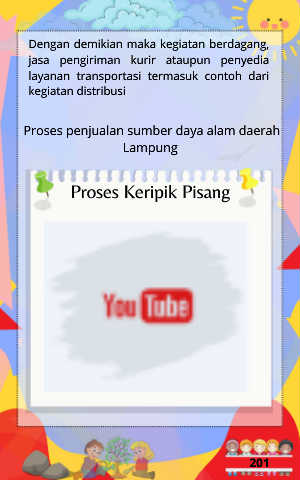 Dengan demikian maka kegiatan berdagang,
jasa pengiriman kurir ataupun penyedia
layanan transportasi termasuk contoh dari
kegiatan distribusi
Proses penjualan sumber daya alam daerah
Lampung
Proses Keripik Pisang
YouTube
201